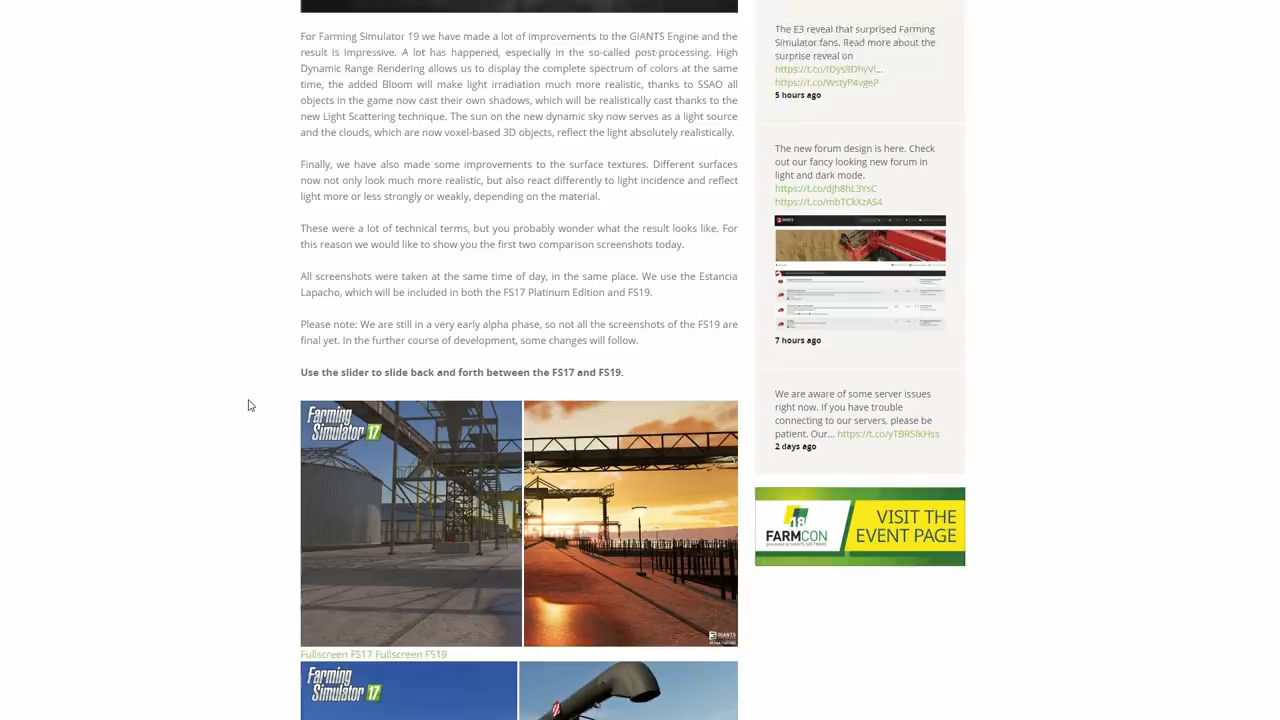 For Farming Simulator 19 we have made a lot of improvements to the GIANTS Engine and the
result is impressive. A lot has happened, especially in the so-called post-processing. High
Dynamic Range Rendering allows us to display the complete spectrum of colors at the same
time, the added Bloom will make light irradiation much more realistic, thanks to SSAO all
objects in the game now cast their own shadows, which will be realistically cast thanks to the
new Light Scattering technique. The sun on the new dynamic sky now serves as a light source
and the clouds, which are now voxel-based 3D objects, reflect the light absolutely realistically.
Finally, we have also made some improvements to the surface textures. Different surfaces
now not only look much more realistic, but also react differently to light incidence and reflect
light more or less strongly or weakly, depending on the material.
These were a lot of technical terms, but you probably wonder what the result looks like. For
this reason we would like to show you the first two comparison screenshots today.
All screenshots were taken at the same time of day, in the same place. We use the Estancia
Lapacho, which will be included in both the FS17 Platinum Edition and FS19.
Please note: We are still in a very early alpha phase, so not all the screenshots of the FS19 are
final yet. In the further course of development, some changes will follow.
Use the slider to slide back and forth between the FS17 and FS19.
Farming
Simulator 17
GIANTS
Fullscreen FS17 Fullscreen FS19
Farming
Simulator 17
The E3 reveal that surprised Farming
Simulator fans. Read more about the
surprise reveal on
5 hours ago
The new forum design is here. Check
out our fancy looking new forum in
light and dark mode.
https://t.co/dJh8hL3YsC
https://t.co/mbTCkXzAS4
7 hours ago
We are aware of some server issues
right now. If you have trouble
connecting to our servers, please be
patient. Our... https://t.co/yTBR5lKHss
2 days ago
18
FARMCON
presented by GIANTS SOFTWARE
VISIT THE
EVENT PAGE